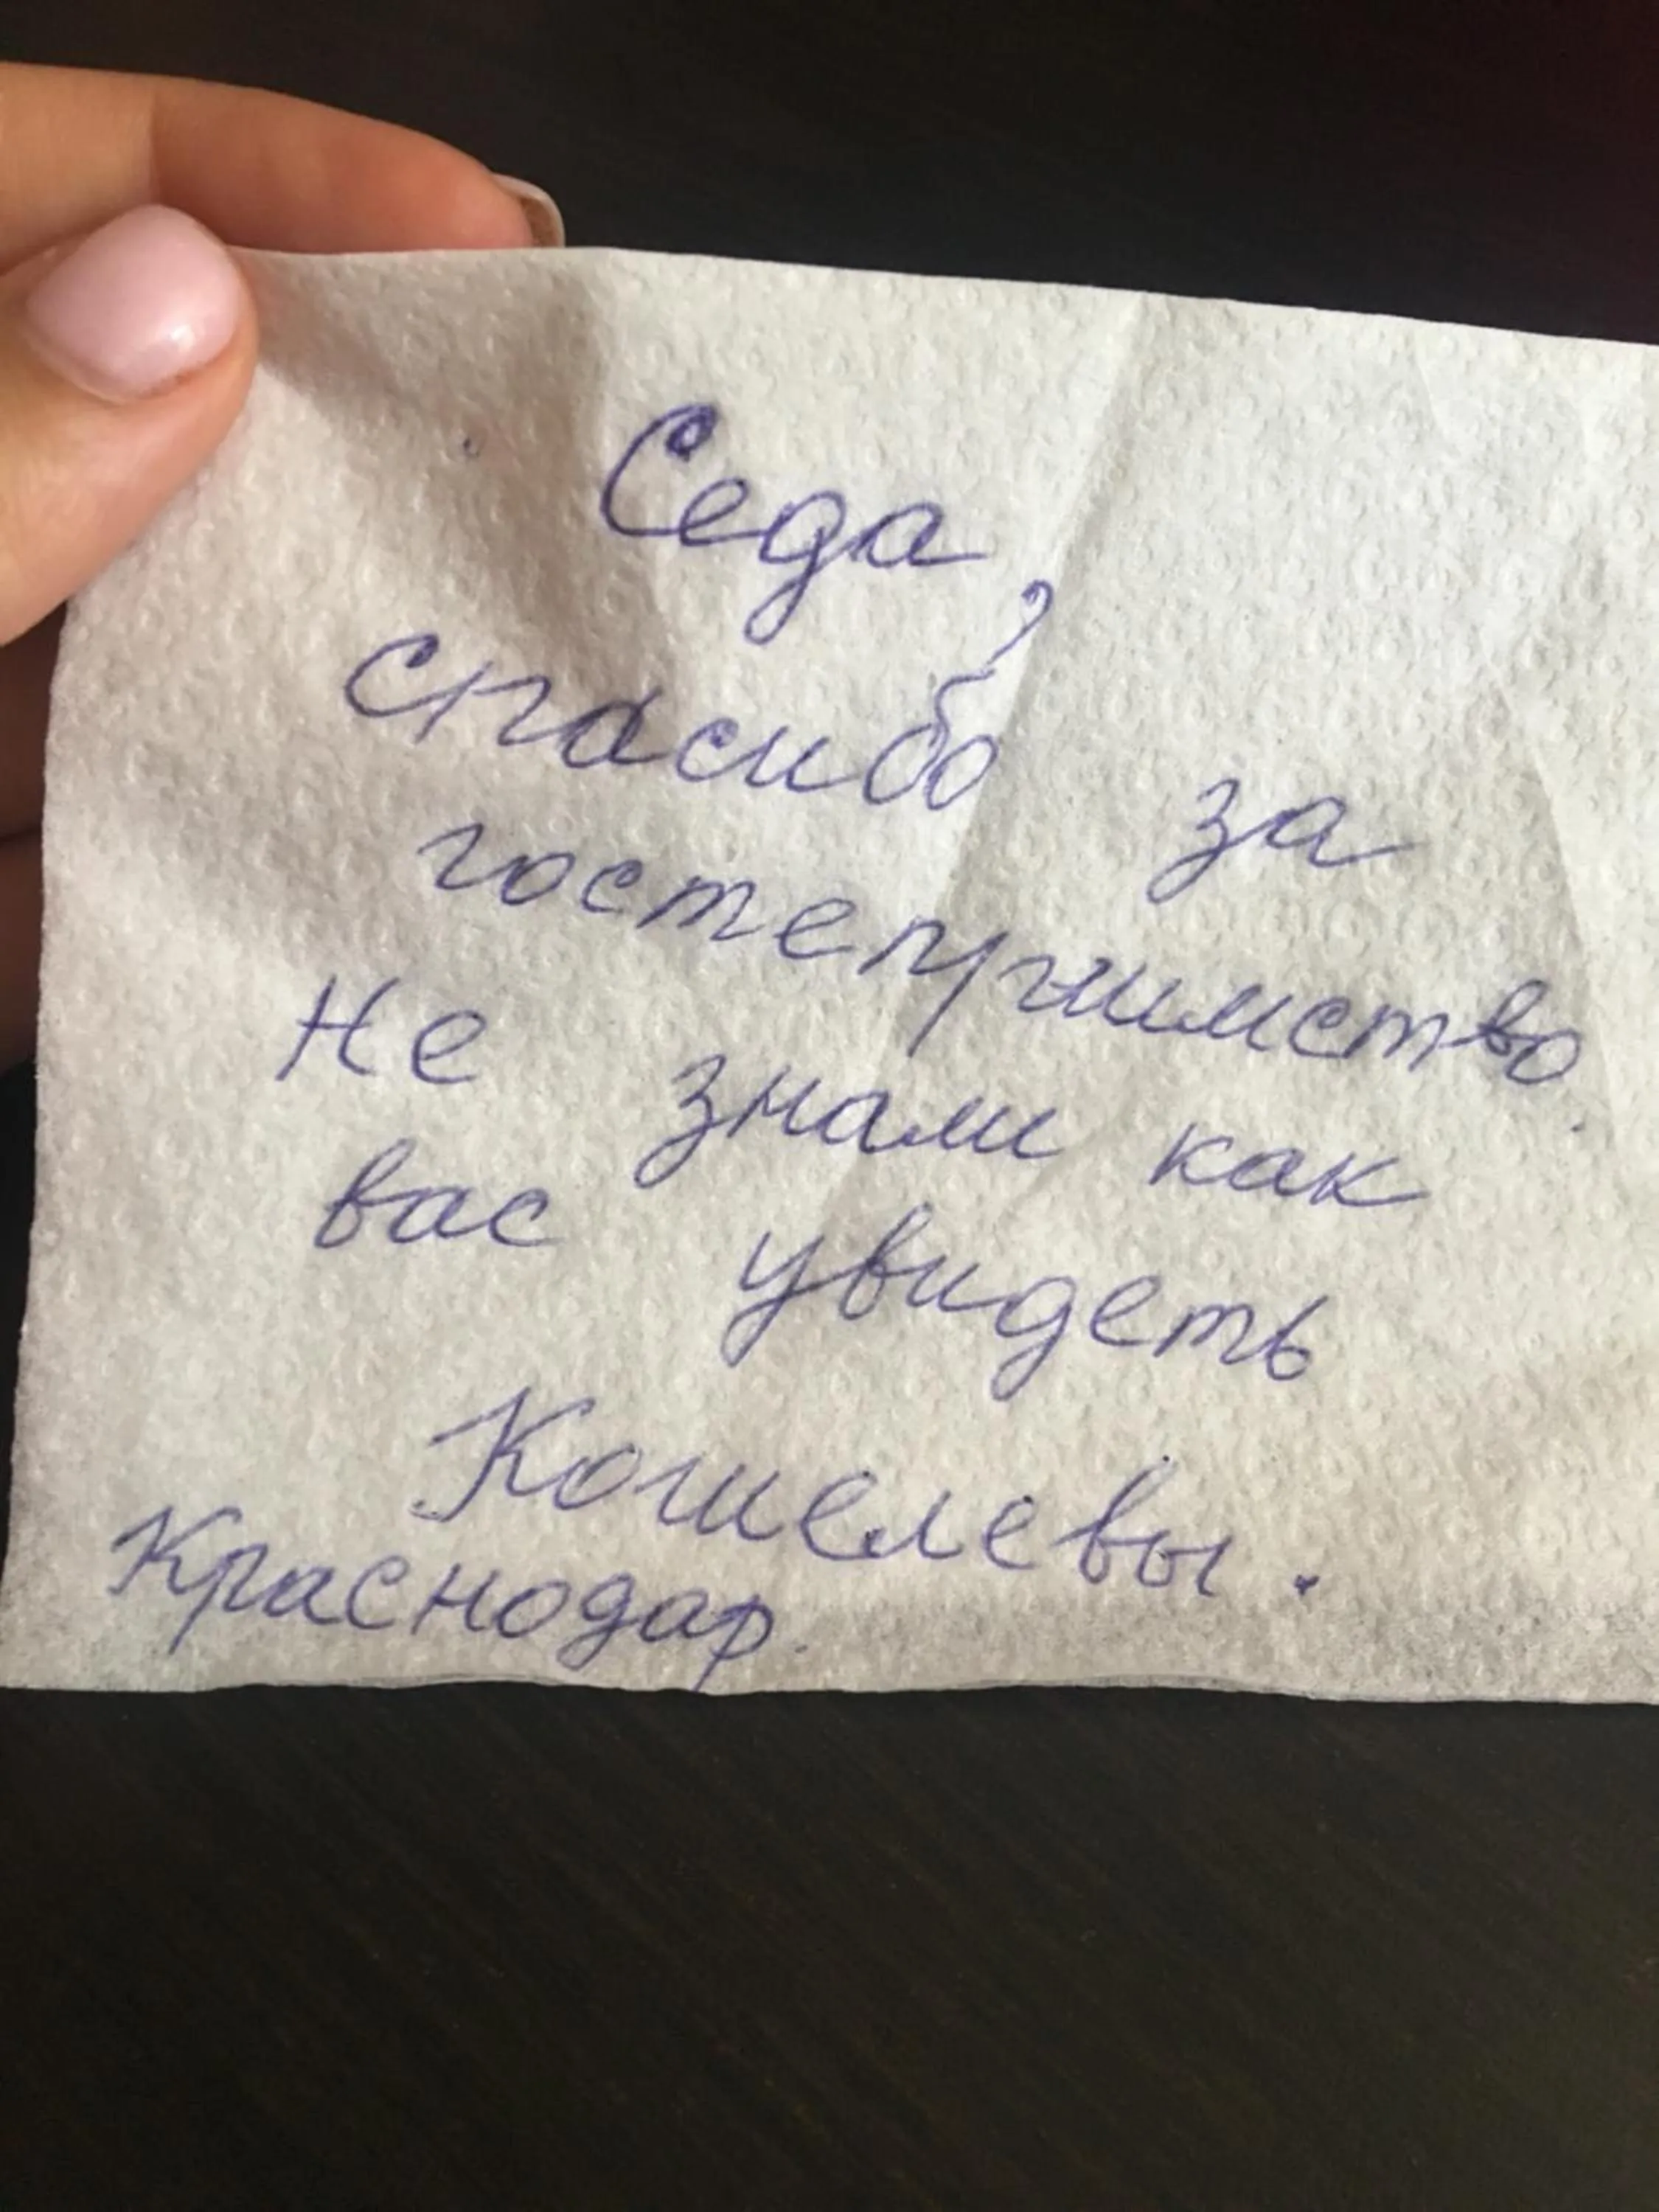 Седа,
спасибо за
гостеприимство.
Не знали как
вас увидеть
Кошелевы.
Краснодар.